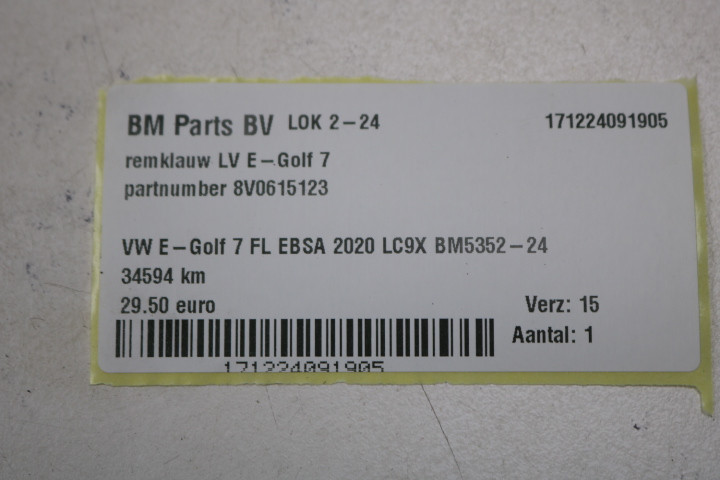 BM Parts BV LOK 2-24 171224091905
remklauw LV E-Golf 7
partnumber 8V0615123
VW E-Golf 7 FL EBSA 2020 LC9X BM5352-24
34594 km
29.50 euro Verz: 15
Aantal: 1
171224091905